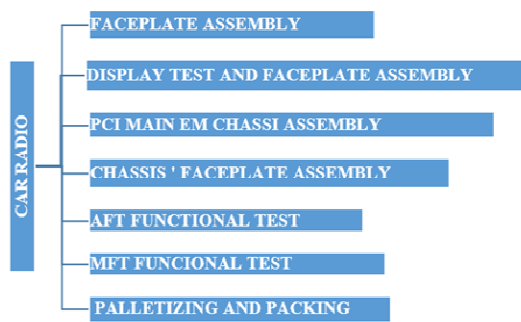 CAR RADIO
FACEPLATE ASSEMBLY
DISPLAY TEST AND FACEPLATE ASSEMBLY
PCI MAIN EM CHASSI ASSEMBLY
CHASSIS ' FACEPLATE ASSEMBLY
AFT FUNCTIONAL TEST
MFT FUNCIONAL TEST
PALLETIZING AND PACKING